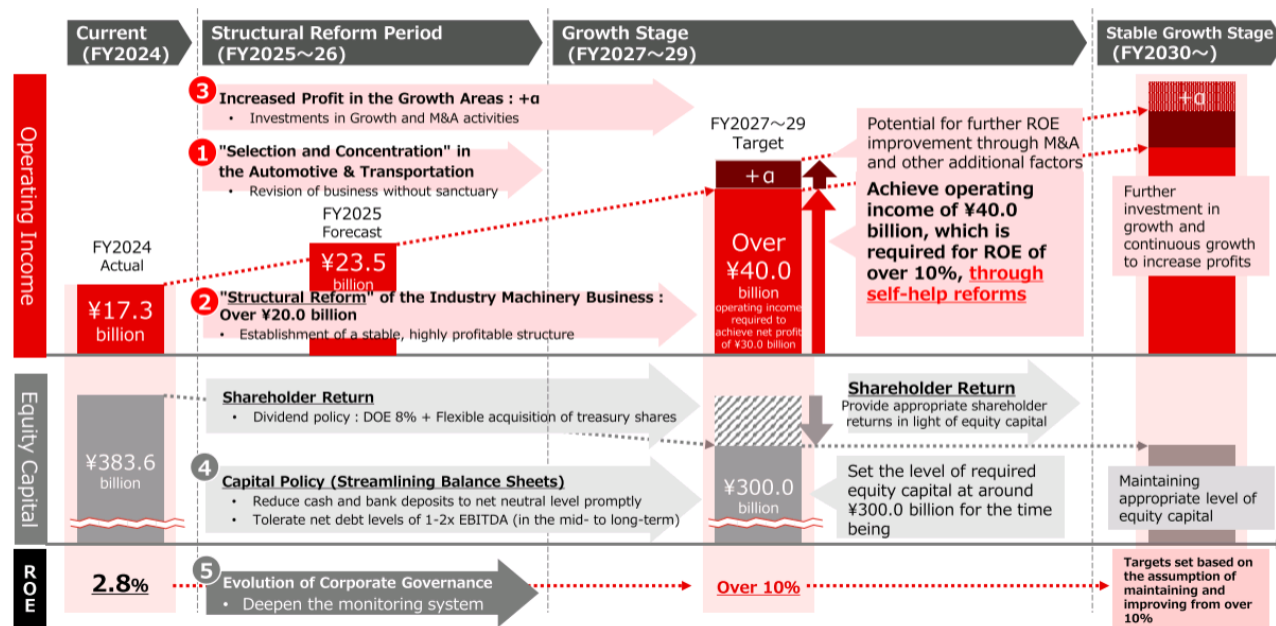 Current
(FY2024)
Structural Reform Period
(FY2025～26)
Growth Stage
(FY2027～29)
Stable Growth Stage
(FY2030～)
Operating Income
3
Increased Profit in the Growth Areas : +α
• Investments in Growth and M&A activities
1
"Selection and Concentration" in
the Automotive & Transportation
• Revision of business without sanctuary
FY2024
Actual
¥17.3
billion
FY2025
Forecast
¥23.5
billion
2
"Structural Reform" of the Industry Machinery Business :
Over ¥20.0 billion
• Establishment of a stable, highly profitable structure
FY2027～29
Target
+α
Over
¥40.0
billion
operating income
required to
achieve net profit
of ¥30.0 billion
Potential for further ROE
improvement through M&A
and other additional factors
Achieve operating
income of ¥40.0
billion, which is
required for ROE of
over 10%, through
self-help reforms
+α
Further
investment in
growth and
continuous growth
to increase profits
Equity Capital
¥383.6
billion
Shareholder Return
• Dividend policy : DOE 8% + Flexible acquisition of treasury shares
4
Capital Policy (Streamlining Balance Sheets)
• Reduce cash and bank deposits to net neutral level promptly
• Tolerate net debt levels of 1-2x EBITDA (in the mid- to long-term)
¥300.0
billion
Shareholder Return
Provide appropriate shareholder
returns in light of equity capital
Set the level of required
equity capital at around
¥300.0 billion for the time
being
Maintaining
appropriate level of
equity capital
ROE
2.8%
5
Evolution of Corporate Governance
• Deepen the monitoring system
Over 10%
Targets set based on
the assumption of
maintaining and
improving from over
10%